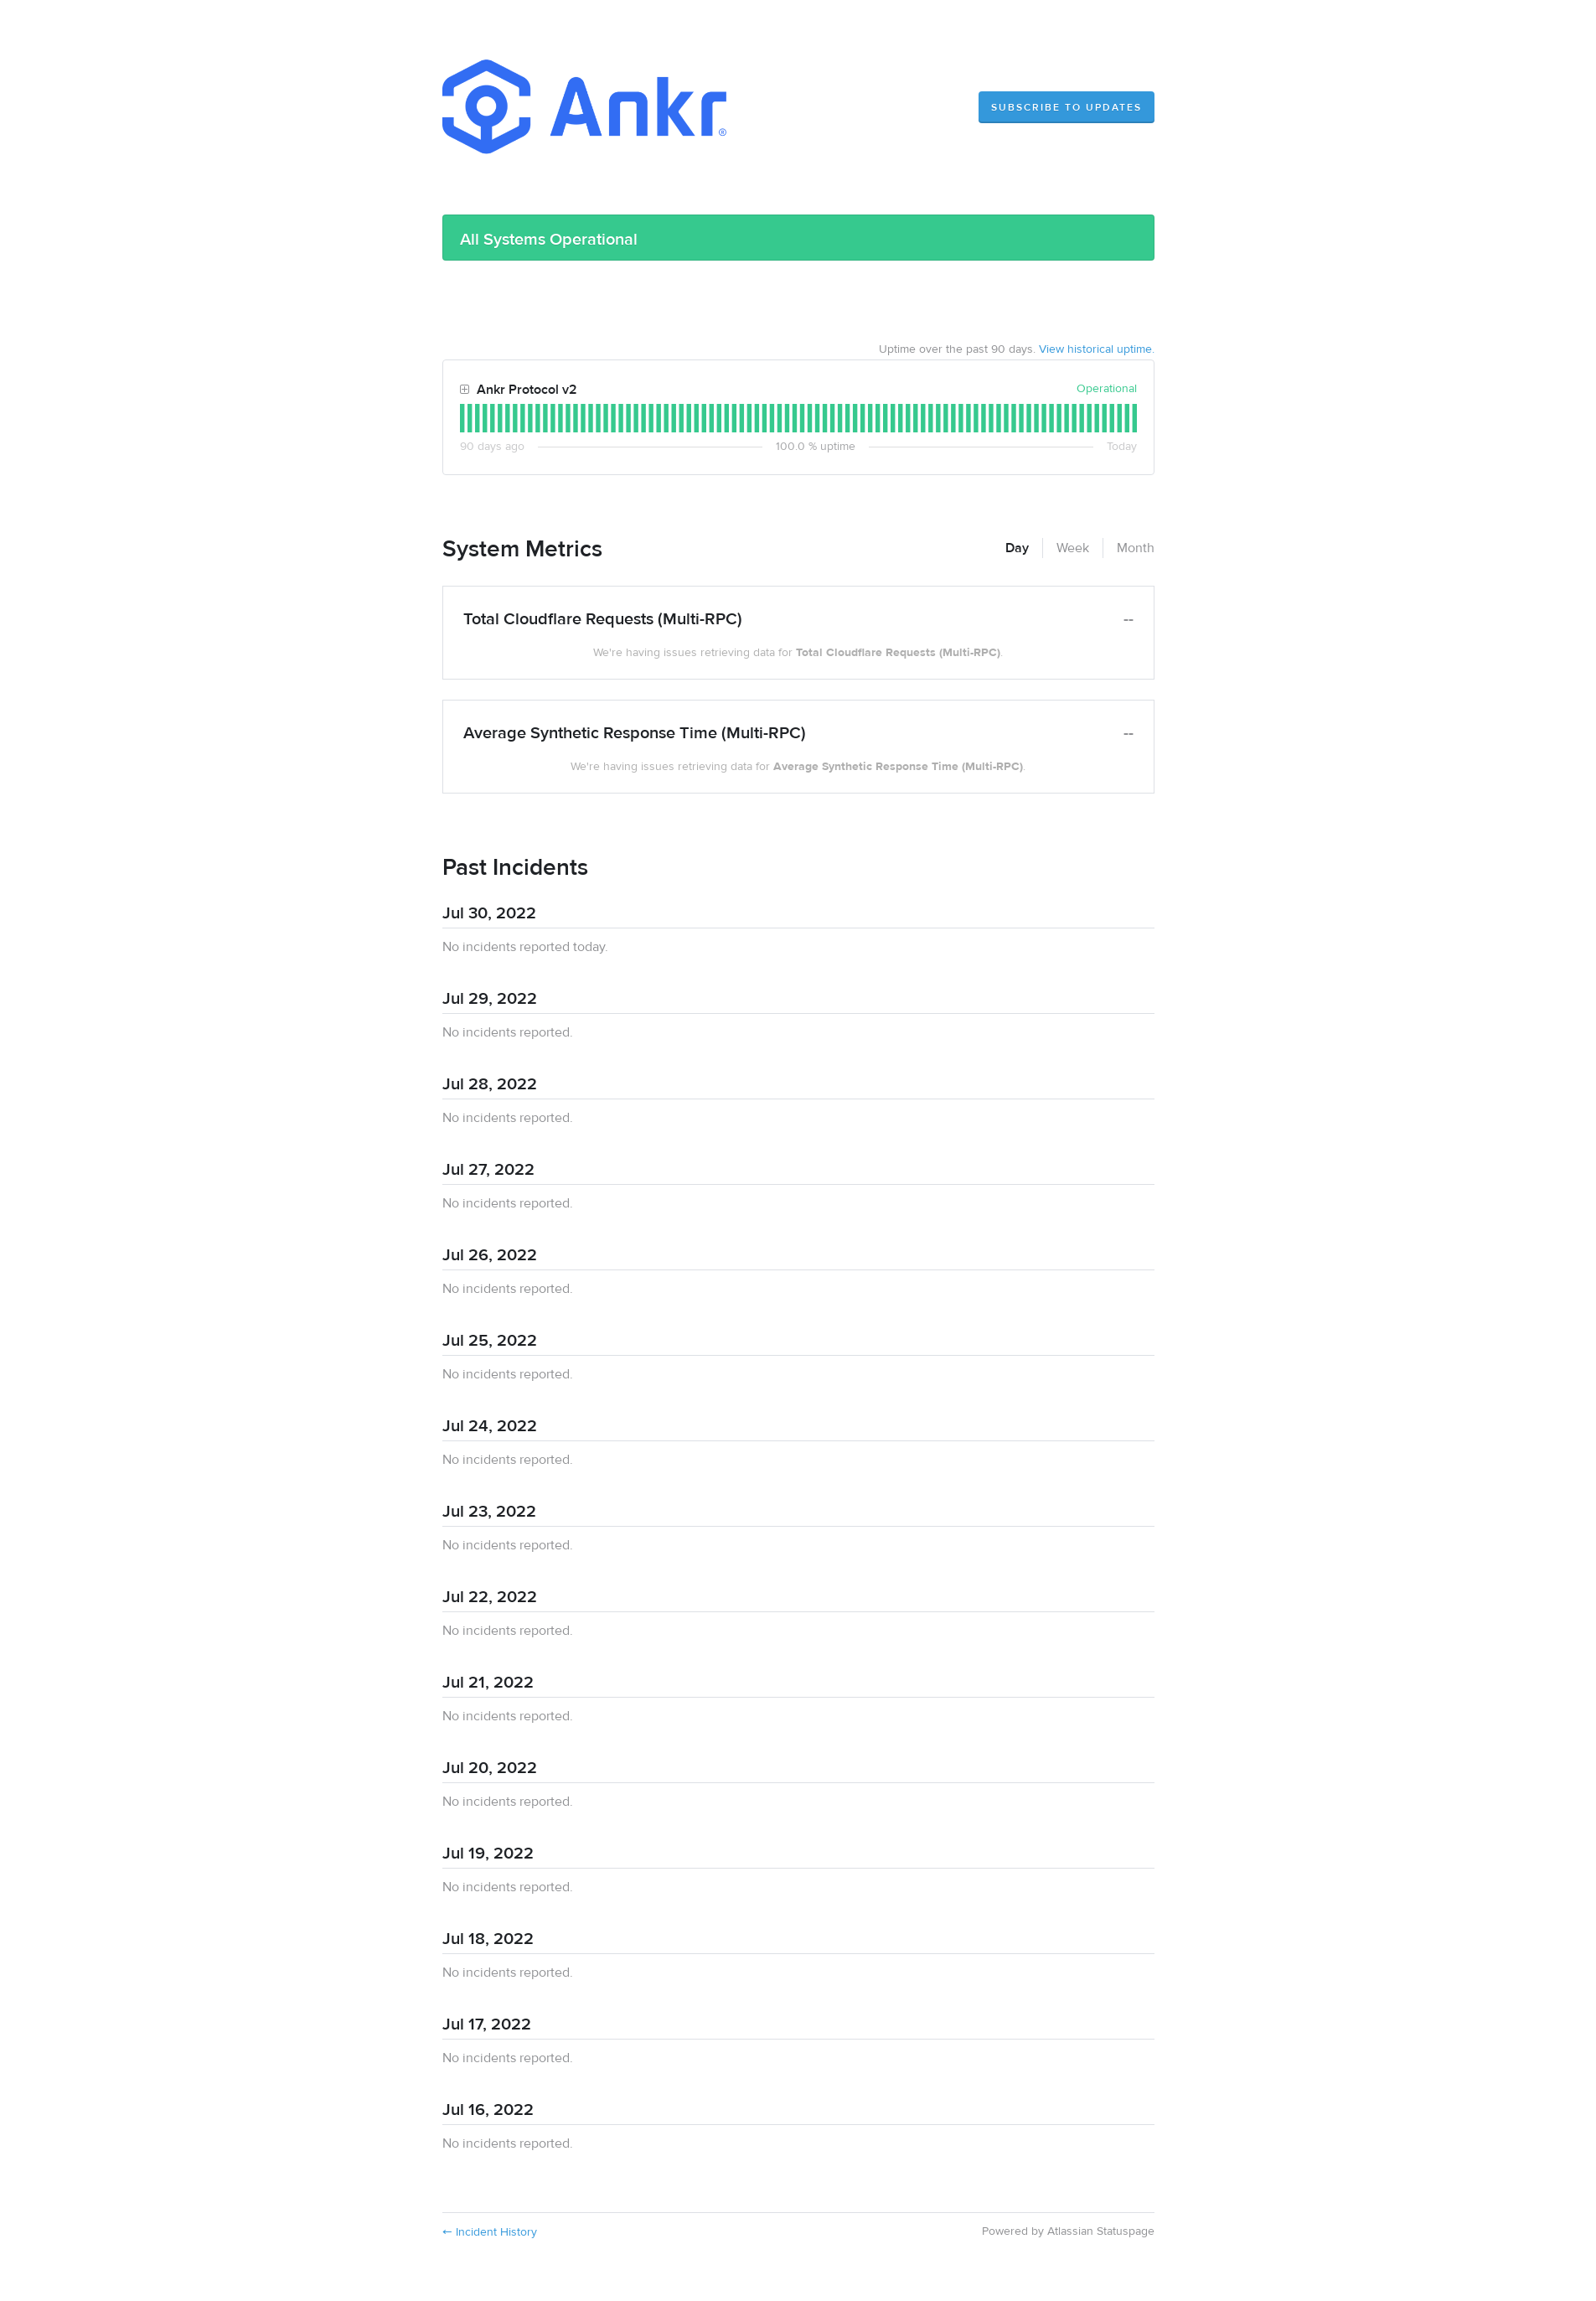 Ankr®
SUBSCRIBE TO UPDATES
All Systems Operational
Uptime over the past 90 days. View historical uptime.
Ankr Protocol v2
Operational
90 days ago
100.0 % uptime
Today
System Metrics
Day
Week
Month
Total Cloudflare Requests (Multi-RPC)
--
We're having issues retrieving data for Total Cloudflare Requests (Multi-RPC).
Average Synthetic Response Time (Multi-RPC)
--
We're having issues retrieving data for Average Synthetic Response Time (Multi-RPC).
Past Incidents
Jul 30, 2022
No incidents reported today.
Jul 29, 2022
No incidents reported.
Jul 28, 2022
No incidents reported.
Jul 27, 2022
No incidents reported.
Jul 26, 2022
No incidents reported.
Jul 25, 2022
No incidents reported.
Jul 24, 2022
No incidents reported.
Jul 23, 2022
No incidents reported.
Jul 22, 2022
No incidents reported.
Jul 21, 2022
No incidents reported.
Jul 20, 2022
No incidents reported.
Jul 19, 2022
No incidents reported.
Jul 18, 2022
No incidents reported.
Jul 17, 2022
No incidents reported.
Jul 16, 2022
No incidents reported.
← Incident History
Powered by Atlassian Statuspage